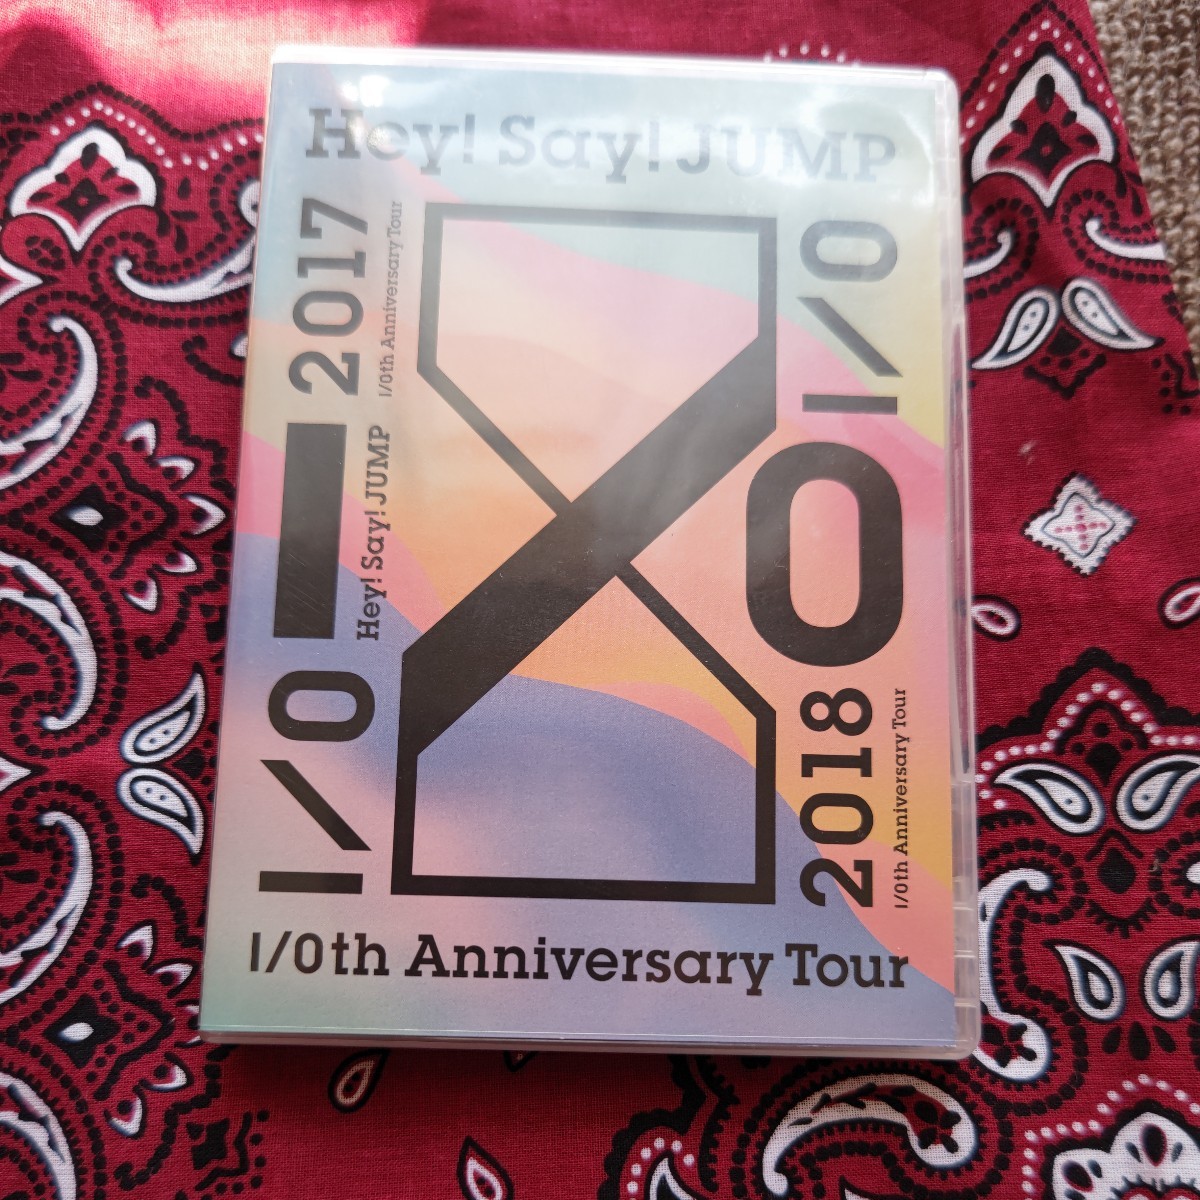 Hey! Say! JUMP
I/O 2017
Hey! Say! JUMP I/0th Anniversary Tour
I/O
O
2018
I/0th Anniversary Tour
I/0th Anniversary Tour